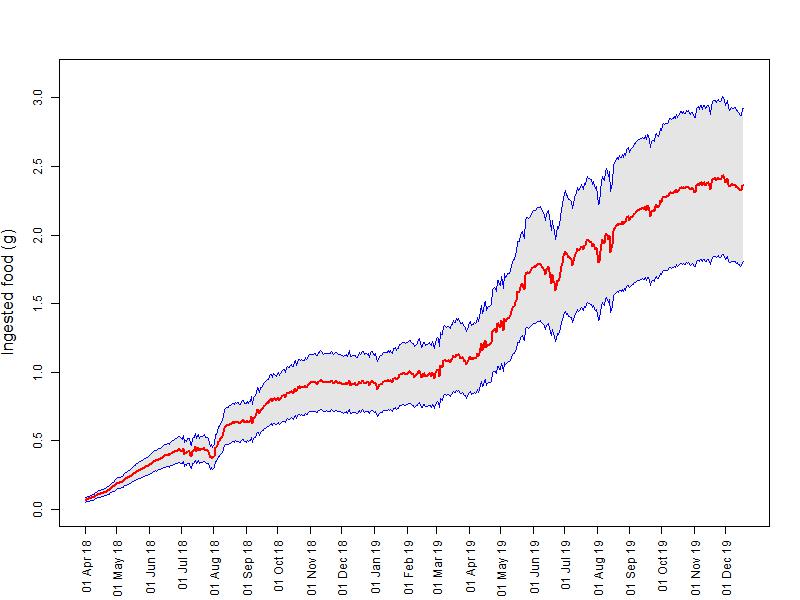 Ingested food (g)
3.0
2.5
2.0
1.5
1.0
0.5
0.0
01 Apr 18
01 May 18
01 Jun 18
01 Jul 18
01 Aug 18
01 Sep 18
01 Oct 18
01 Nov 18
01 Dec 18
01 Jan 19
01 Feb 19
01 Mar 19
01 Apr 19
01 May 19
01 Jun 19
01 Jul 19
01 Aug 19
01 Sep 19
01 Oct 19
01 Nov 19
01 Dec 19